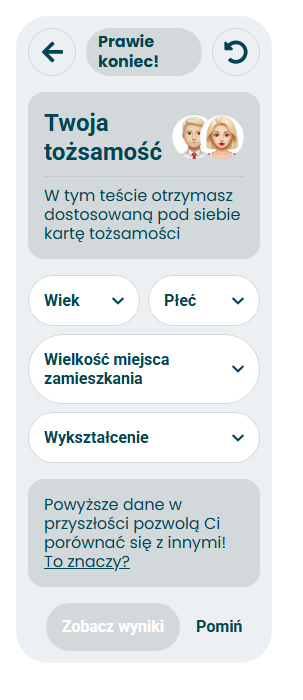 Prawie
koniec!
Twoja
tożsamość
W tym teście otrzymasz
dostosowaną pod siebie
kartę tożsamości
Wiek
Płeć
Wielkość miejsca
zamieszkania
Wykształcenie
Powyższe dane w
przyszłości pozwolą Ci
porównać się z innymi!
To znaczy?
Zobacz wyniki
Pomiń